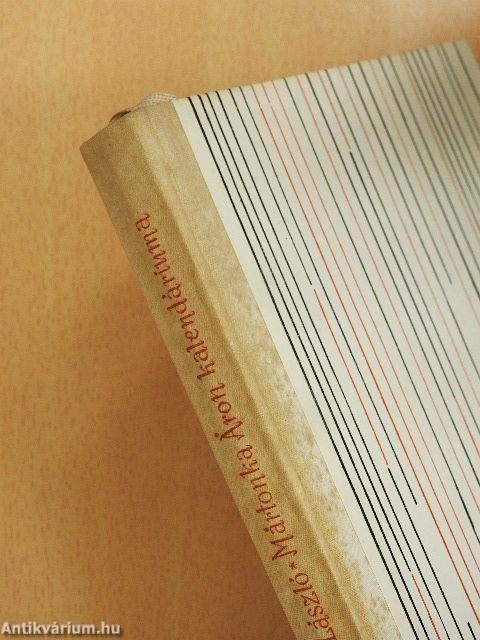 László * Mártonka Áron kalendáriuma
Antikvárium.hu